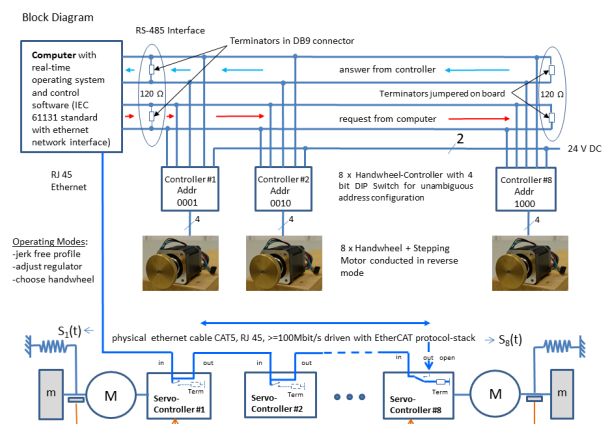 Block Diagram
RS-485 Interface
Terminators in DB9 connector
Computer with
real-time
operating system
and control
software (IEC
61131 standard
with ethernet
network interface)
answer from controller
120 Ω
Terminators jumpered on board
120 Ω
request from computer
2
24 V DC
RJ 45
Ethernet
Controller #1
Addr
0001
Controller #2
Addr
0010
8 x Handwheel-Controller with 4
bit DIP Switch for unambiguous
address configuration
Controller #8
Addr
1000
4
4
4
Operating Modes:
-jerk free profile
-adjust regulator
-choose handwheel
8 x Handwheel + Stepping
Motor conducted in reverse
mode
S1(t)
physical ethernet cable CAT5, RJ 45, >=100Mbit/s driven with EtherCAT protocol-stack
S8(t)
in
out
in
out
in
out
open
Term
Term
Term
m
M
Servo-
Controller #1
Servo-
Controller #2
Servo-
Controller #8
M
m